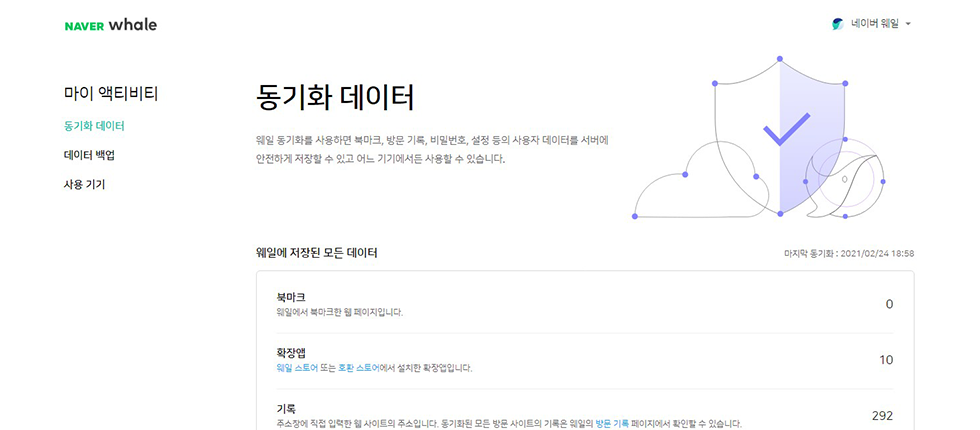 NAVER whale
네이버 웨일
마이 액티비티
동기화 데이터
데이터 백업
사용 기기
동기화 데이터
웨일 동기화를 사용하면 북마크, 방문 기록, 비밀번호, 설정 등의 사용자 데이터를 서버에
안전하게 저장할 수 있고 어느 기기에서든 사용할 수 있습니다.
웨일에 저장된 모든 데이터
마지막 동기화 : 2021/02/24 18:58
북마크
웨일에서 북마크한 웹 페이지입니다.
0
확장앱
웨일 스토어 또는 호환 스토어에서 설치한 확장앱입니다.
10
기록
주소창에 직접 입력한 웹 사이트의 주소입니다. 동기화된 모든 방문 사이트의 기록은 웨일의 방문 기록 페이지에서 확인할 수 있습니다.
292